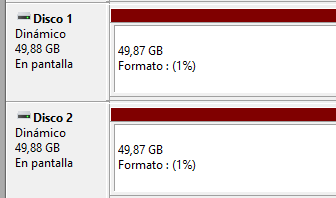 Disco 1
Dinámico
49,88 GB
En pantalla
49,87 GB
Formato : (1%)
Disco 2
Dinámico
49,88 GB
En pantalla
49,87 GB
Formato : (1%)